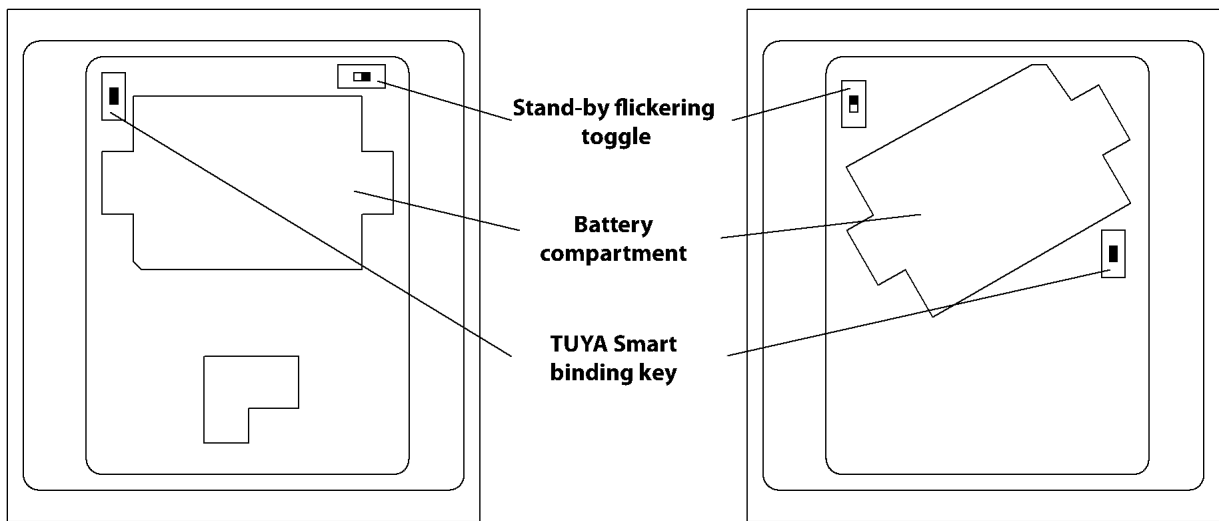 Stand-by flickering
toggle
Battery
compartment
TUYA Smart
binding key